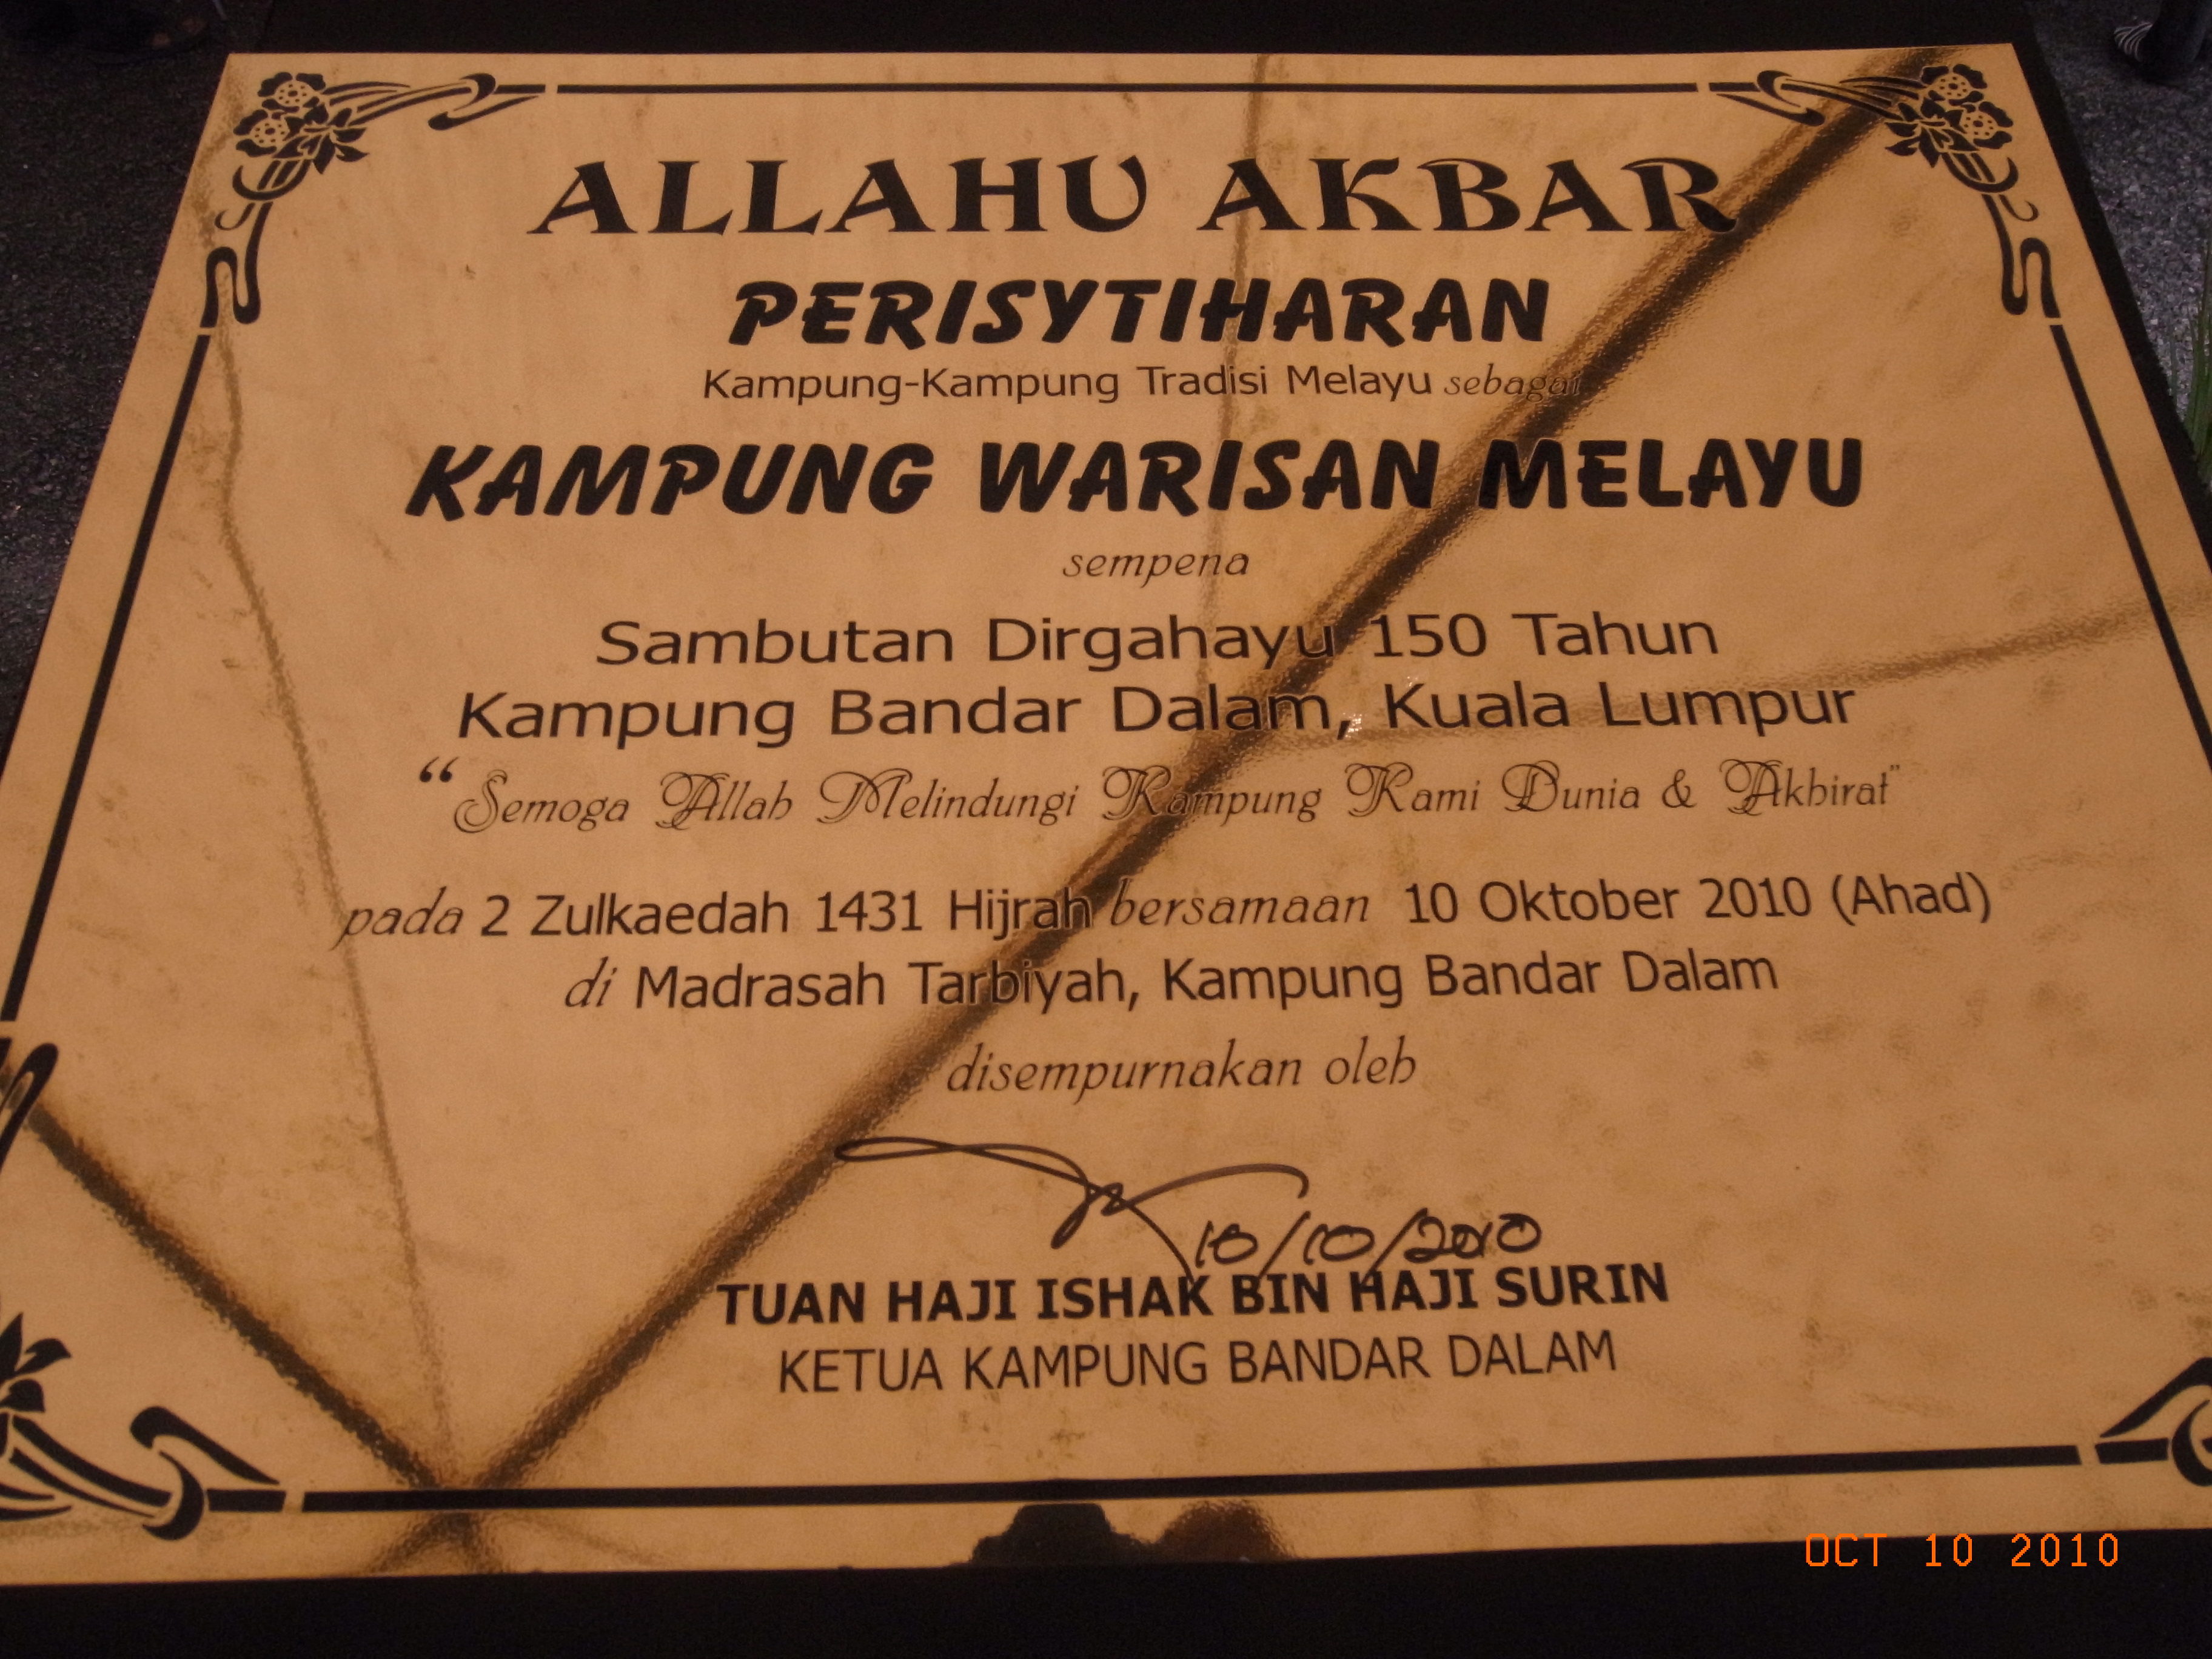 ALLAHU AKBAR
PERISYTIHARAN
Kampung-Kampung Tradisi Melayu sebagai
KAMPUNG WARISAN MELAYU
sempena
Sambutan Dirgahayu 150 Tahun
Kampung Bandar Dalam, Kuala Lumpur
“Semoga Allah Melindungi Kampung Kami Dunia & Akhirat”
pada 2 Zulkaedah 1431 Hijrah bersamaan 10 Oktober 2010 (Ahad)
di Madrasah Tarbiyah, Kampung Bandar Dalam
disempurnakan oleh
10/10/2010
TUAN HAJI ISHAK BIN HAJI SURIN
KETUA KAMPUNG BANDAR DALAM
OCT 10 2010